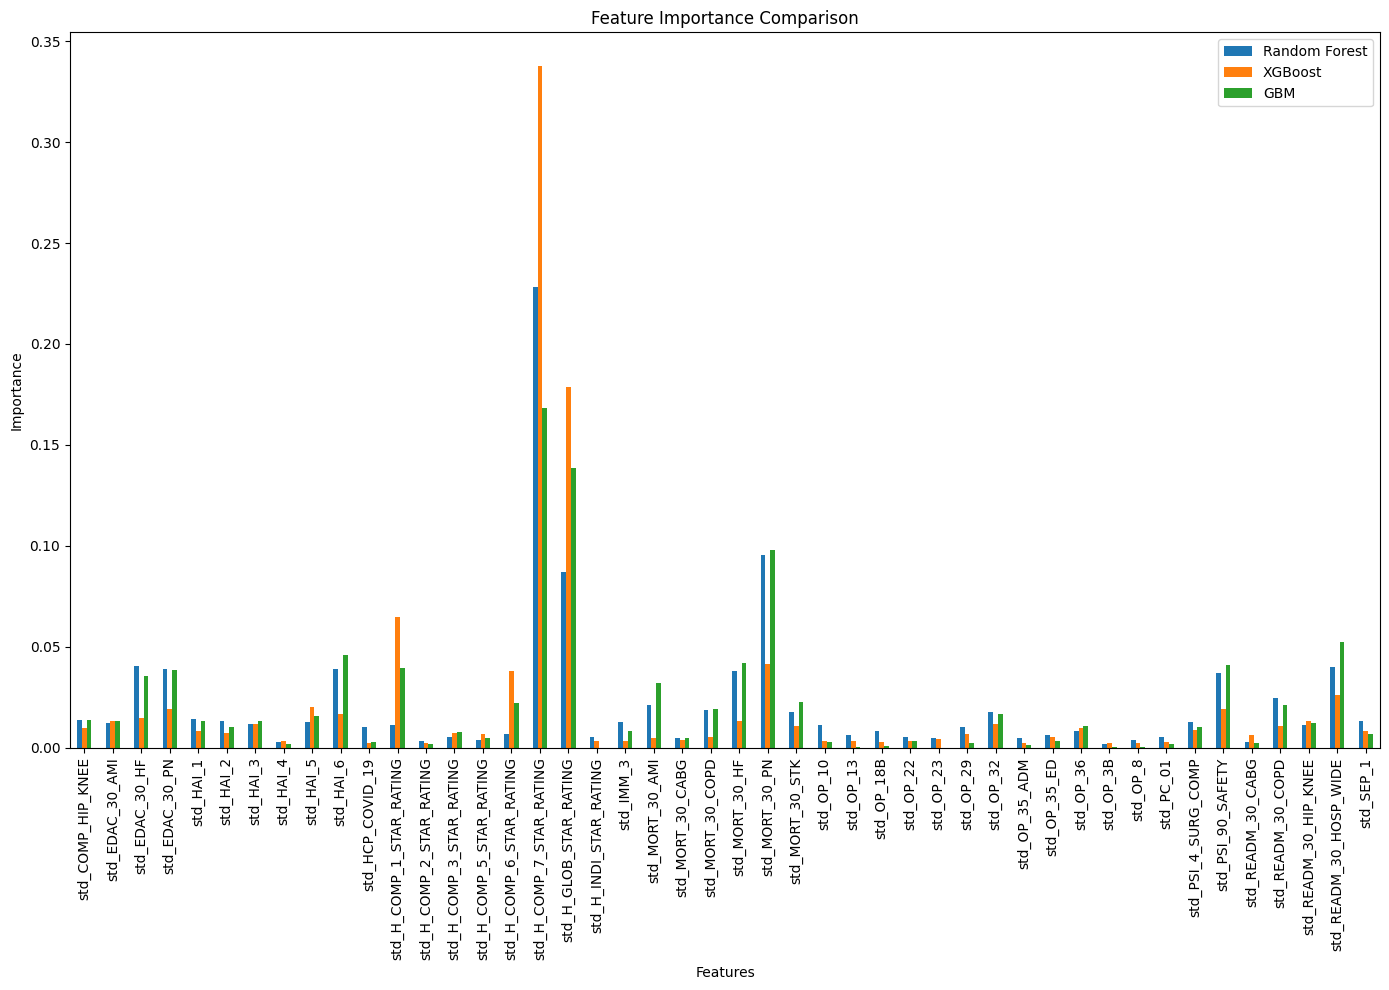 Feature Importance Comparison
Random Forest
XGBoost
GBM
0.35
0.30
0.25
0.20
0.15
0.10
0.05
0.00
Importance
std_COMP_HIP_KNEE
std_EDAC_30_AMI
std_EDAC_30_HF
std_EDAC_30_PN
std_HAI_1
std_HAI_2
std_HAI_3
std_HAI_4
std_HAI_5
std_HAI_6
std_HCP_COVID_19
std_H_COMP_1_STAR_RATING
std_H_COMP_2_STAR_RATING
std_H_COMP_3_STAR_RATING
std_H_COMP_5_STAR_RATING
std_H_COMP_6_STAR_RATING
std_H_COMP_7_STAR_RATING
std_H_GLOB_STAR_RATING
std_H_INDI_STAR_RATING
std_IMM_3
std_MORT_30_AMI
std_MORT_30_CABG
std_MORT_30_COPD
std_MORT_30_HF
std_MORT_30_PN
std_MORT_30_STK
std_OP_10
std_OP_13
std_OP_18B
std_OP_22
std_OP_23
std_OP_29
std_OP_32
std_OP_35_ADM
std_OP_35_ED
std_OP_36
std_OP_3B
std_OP_8
std_PC_01
std_PSI_4_SURG_COMP
std_PSI_90_SAFETY
std_READM_30_CABG
std_READM_30_COPD
std_READM_30_HIP_KNEE
std_READM_30_HOSP_WIDE
std_SEP_1
Features